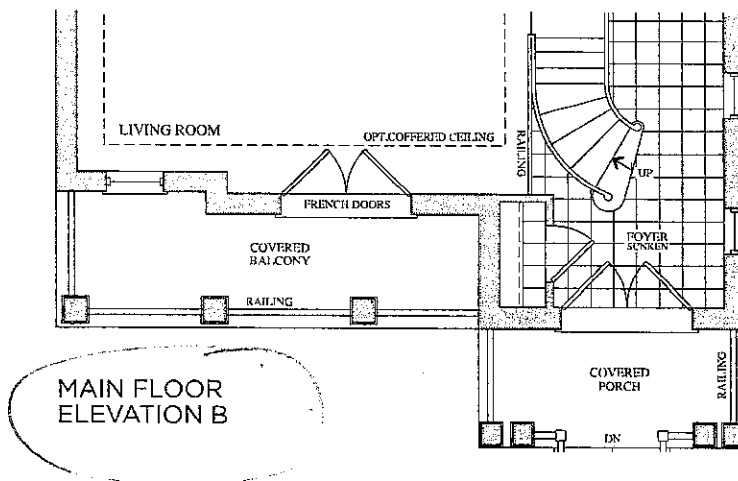 LIVING ROOM
OPT.COFFERED CEILING
RAILING
UP
FRENCH DOORS
FOYER
SUNKEN
COVERED
BALCONY
RAILING
COVERED
PORCH
RAILING
MAIN FLOOR
ELEVATION B
DN